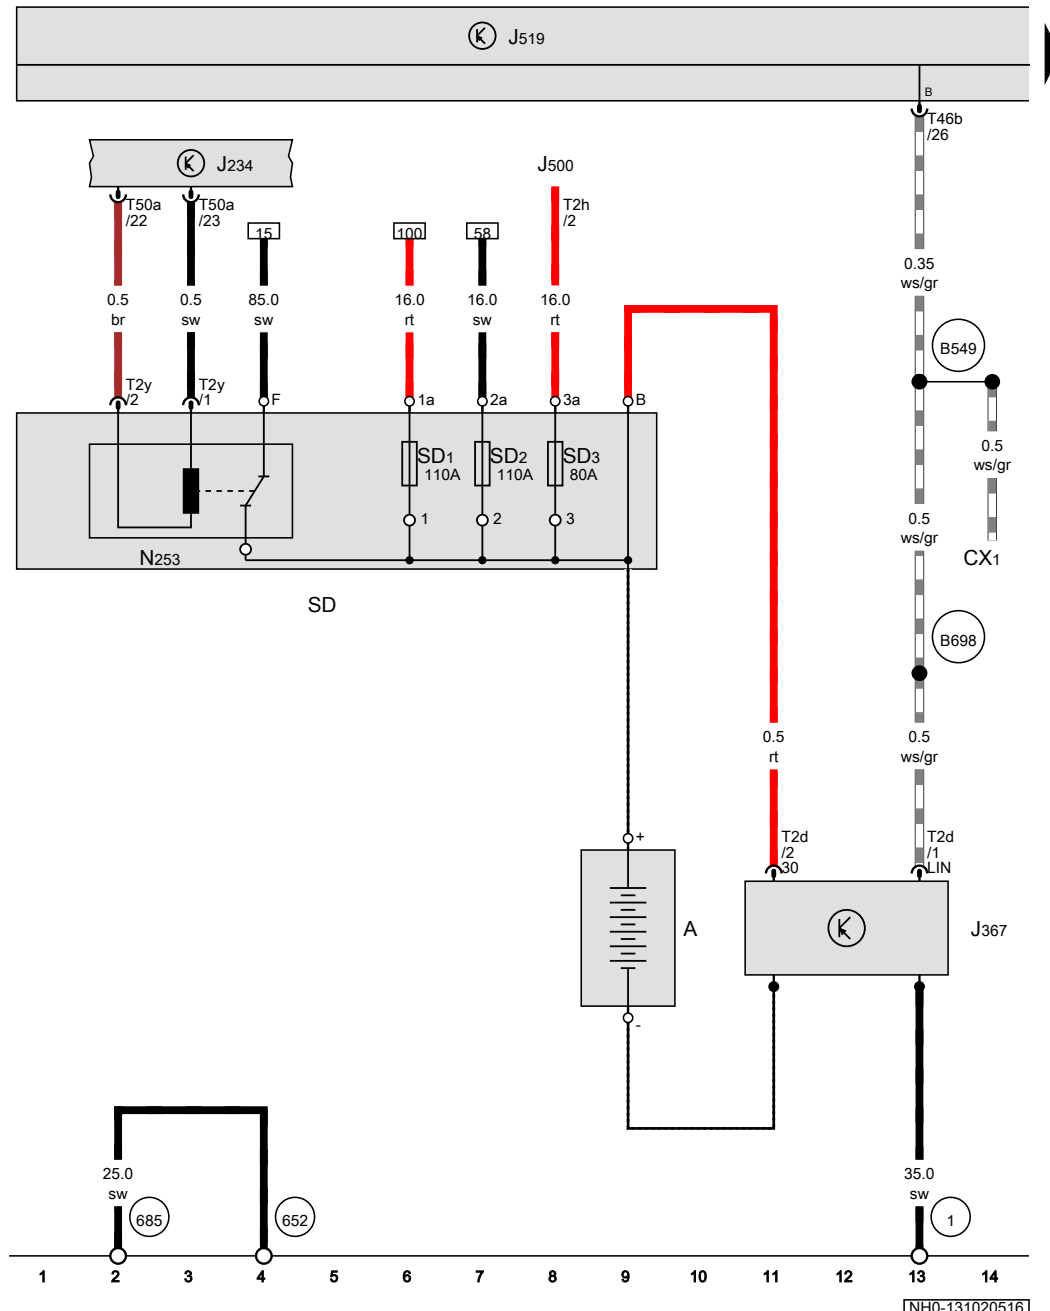 J519
B
T46b
/26
J234
J500
T50a
/22
T50a
/23
T2h
/2
15
100
58
0.35
ws/gr
0.5
br
0.5
sw
85.0
sw
16.0
rt
16.0
sw
16.0
rt
B549
T2y
/2
T2y
/1
F
1a
2a
3a
B
SD1
110A
SD2
110A
SD3
80A
0.5
ws/gr
1
2
3
0.5
ws/gr
N253
CX1
SD
B698
0.5
rt
0.5
ws/gr
+
T2d
/2
30
T2d
/1
LIN
A
J367
-
25.0
sw
35.0
sw
685
652
1
1 2 3 4 5 6 7 8 9 10 11 12 13 14
NH0-131020516